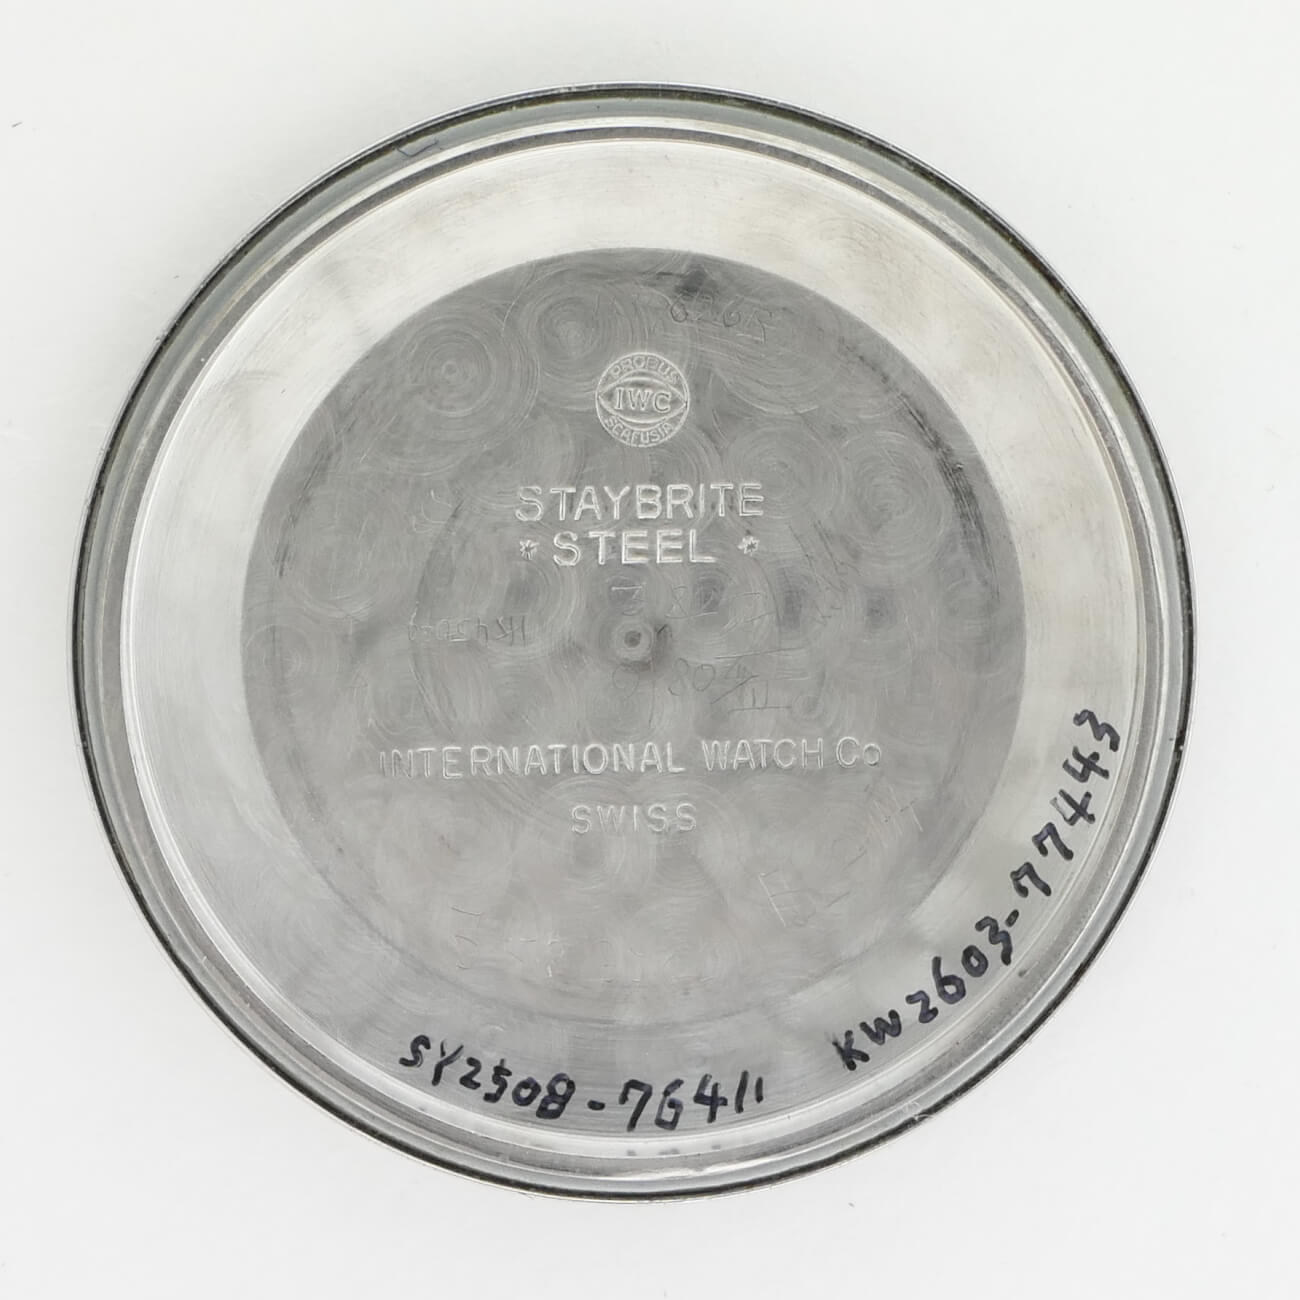 PROBUS
IWC
SCAFUSIA
STAYBRITE
* STEEL *
INTERNATIONAL WATCH Co
SWISS
SY2508-76411
KW2603-77443